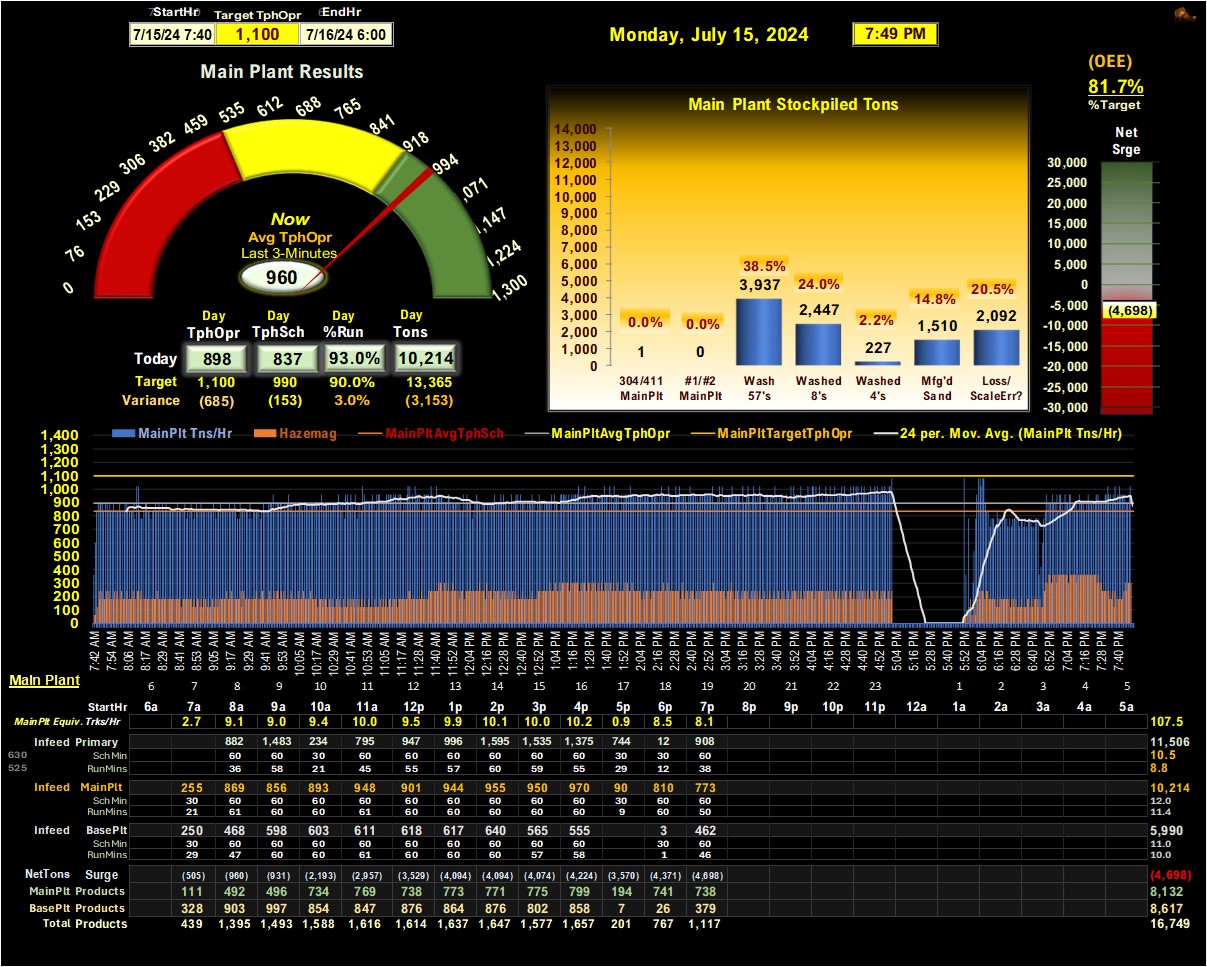 StartHr Target TphOpr EndHr
7/15/24 7:40 1,100 7/16/24 6:00
Monday, July 15, 2024 7:49 PM
Main Plant Results
0 76 153 229 306 382 459 535 612 688 765 841 918 994 ,071 ,147 1,224 1,300
Now
Avg TphOpr
Last 3-Minutes
960
Day Day Day Day
TphOpr TphSch %Run Tons
Today 898 837 93.0% 10,214
Target 1,100 990 90.0% 13,365
Variance (685) (153) 3.0% (3,153)
Main Plant Stockpiled Tons
14,000
13,000
12,000
11,000
10,000
9,000
8,000
7,000
6,000
5,000
4,000
3,000
2,000
1,000
0
0.0% 0.0% 38.5% 24.0% 2.2% 14.8% 20.5%
1 0 3,937 2,447 227 1,510 2,092
304/411 #1/#2 Wash Washed Washed Mfg'd Loss/
MainPlt MainPlt 57's 8's 4's Sand ScaleErr?
(OEE)
81.7%
%Target
Net
Srge
30,000
25,000
20,000
15,000
10,000
5,000
0
-5,000
-10,000
-15,000
-20,000
-25,000
-30,000
(4,698)
MainPlt Tns/Hr Hazemag MainPltAvgTphSch MainPltAvgTphOpr MainPltTargetTphOpr 24 per. Mov. Avg. (MainPlt Tns/Hr)
1,400
1,300
1,200
1,100
1,000
900
800
700
600
500
400
300
200
100
0
7:42 AM 7:54 AM 8:06 AM 8:17 AM 8:29 AM 8:41 AM 8:53 AM 9:05 AM 9:17 AM 9:29 AM 9:41 AM 9:53 AM 10:05 AM 10:17 AM 10:29 AM 10:41 AM 10:53 AM 11:05 AM 11:17 AM 11:28 AM 11:40 AM 11:52 AM 12:04 PM 12:16 PM 12:28 PM 12:40 PM 12:52 PM 1:04 PM 1:16 PM 1:28 PM 1:40 PM 1:52 PM 2:04 PM 2:16 PM 2:28 PM 2:40 PM 2:52 PM 3:04 PM 3:16 PM 3:28 PM 3:40 PM 3:52 PM 4:04 PM 4:16 PM 4:28 PM 4:40 PM 4:52 PM 5:04 PM 5:16 PM 5:28 PM 5:40 PM 5:52 PM 6:04 PM 6:16 PM 6:28 PM 6:40 PM 6:52 PM 7:04 PM 7:16 PM 7:28 PM 7:40 PM
Main Plant
6 7 8 9 10 11 12 13 14 15 16 17 18 19 20 21 22 23 1 2 3 4 5
StartHr 6a 7a 8a 9a 10a 11a 12p 1p 2p 3p 4p 5p 6p 7p 8p 9p 10p 11p 12a 1a 2a 3a 4a 5a
MainPlt Equiv. Trks/Hr 2.7 9.1 9.0 9.4 10.0 9.5 9.9 10.1 10.0 10.2 0.9 8.5 8.1 107.5
Infeed Primary 882 1,483 234 795 947 996 1,595 1,535 1,375 744 12 908 11,506
630 SchMin 60 60 30 60 60 60 60 60 60 30 30 60 10.5
525 RunMins 36 58 21 45 55 57 60 59 55 29 12 38 8.8
Infeed MainPlt 255 869 856 893 948 901 944 955 950 970 90 810 773 10,214
SchMin 30 60 60 60 60 60 60 60 60 60 30 60 60 12.0
RunMins 21 61 60 60 61 60 60 60 60 60 9 60 50 11.4
Infeed BasePlt 250 468 598 603 611 618 617 640 565 555 3 462 5,990
SchMin 30 60 60 60 60 60 60 60 60 60 30 60 11.0
RunMins 29 47 60 60 61 60 60 60 57 58 1 46 10.0
NetTons Surge (505) (960) (931) (2,193) (2,957) (3,529) (4,094) (4,094) (4,074) (4,224) (3,570) (4,371) (4,698) (4,698)
MainPlt Products 111 492 496 734 769 738 773 771 775 799 194 741 738 8,132
BasePlt Products 328 903 997 854 847 876 864 876 802 858 7 26 379 8,617
Total Products 439 1,395 1,493 1,588 1,616 1,614 1,637 1,647 1,577 1,657 201 767 1,117 16,749